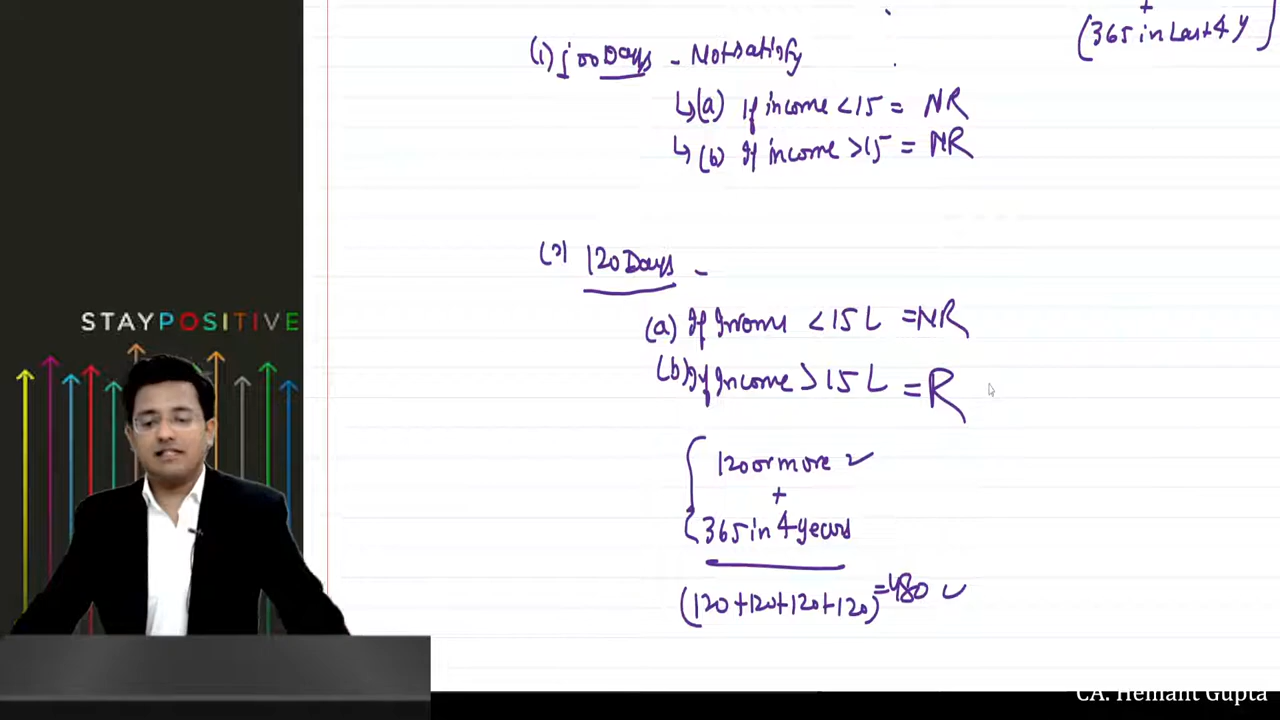 +
(365 in Last 4 y)
(1) 100 Days - Not satisfy
↳(a) If income <15 = NR
↳(b) If income >15 = NR
(2) 120 Days -
(a) If Income <15 L = NR
(b) If Income >15 L = R
120 or more ✓
+
365 in 4 years
(120+120+120+120) = 480 ✓
STAYPOSITIVE
CA. Hemant Gupta